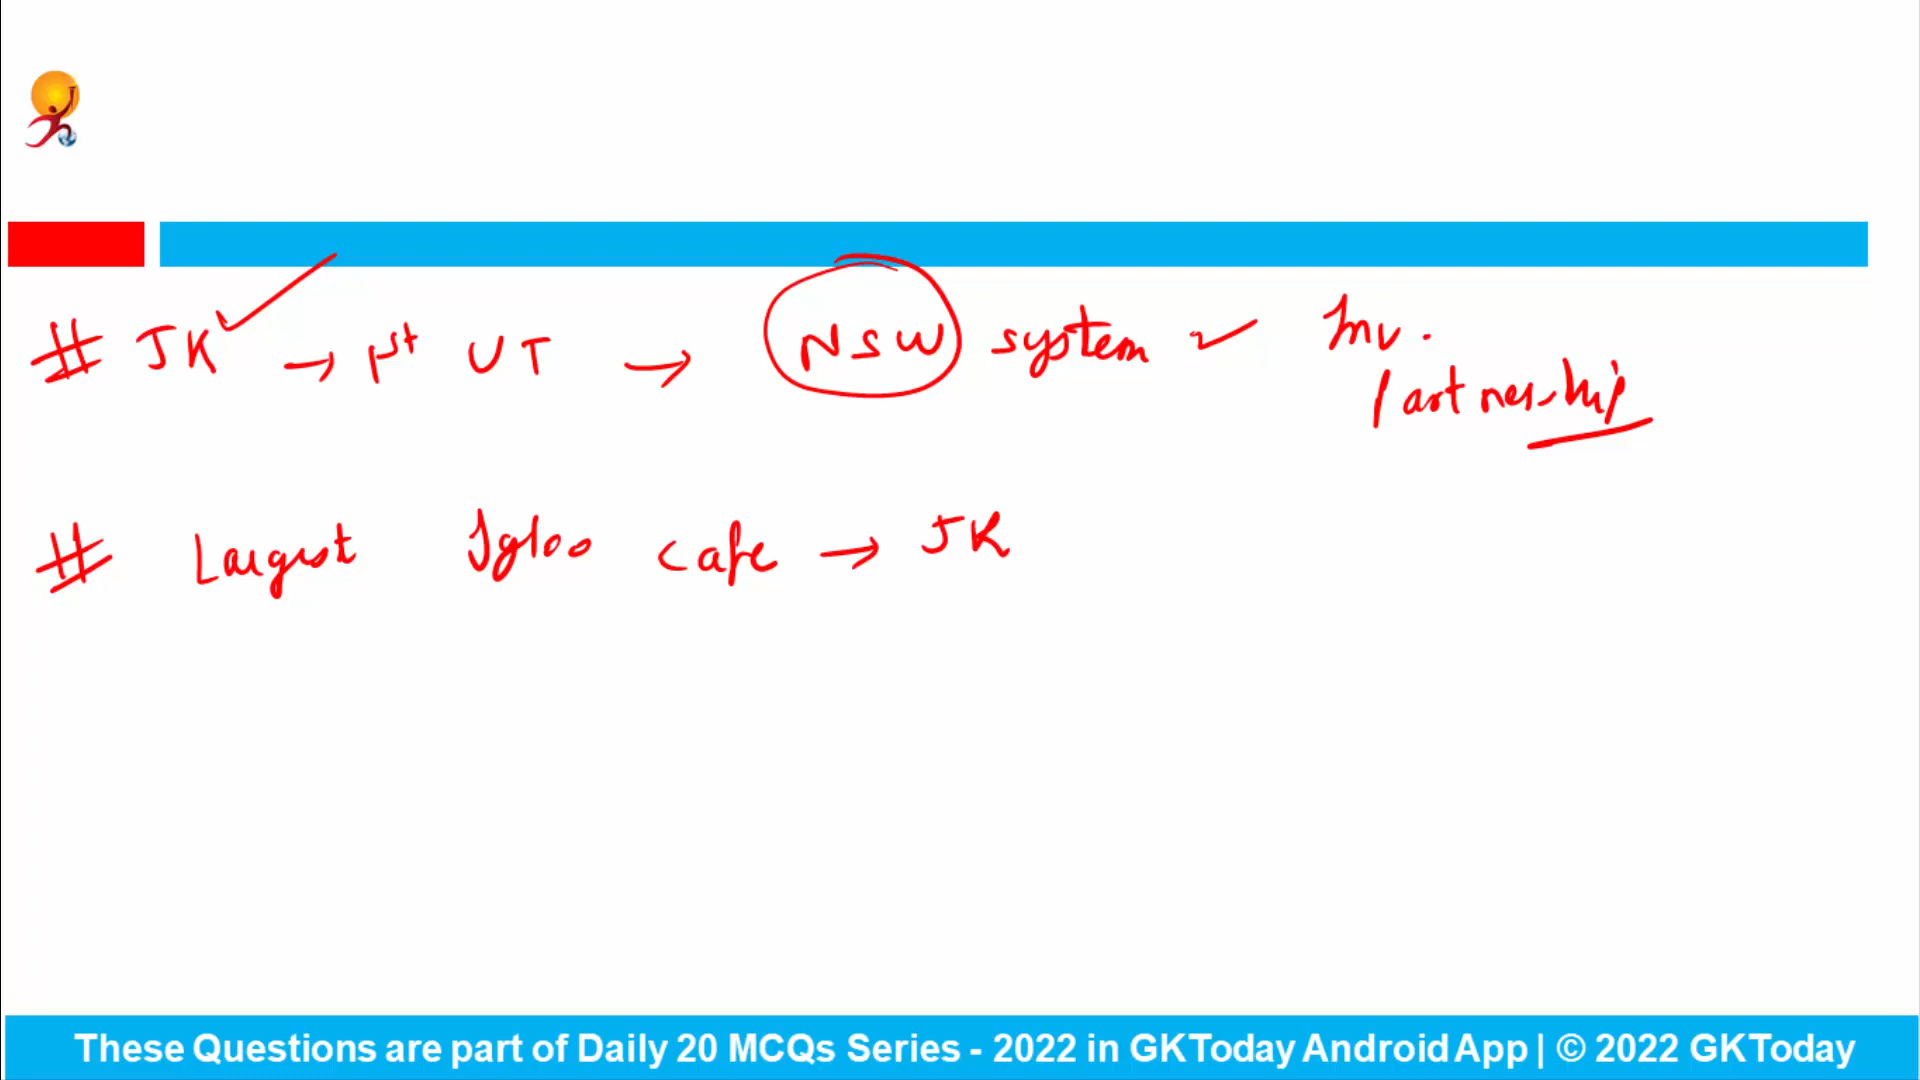 # JK → 1st UT → NSW system Inv.
Partnership
# Largest Igloo cafe → JK
These Questions are part of Daily 20 MCQs Series - 2022 in GKToday Android App | © 2022 GKToday